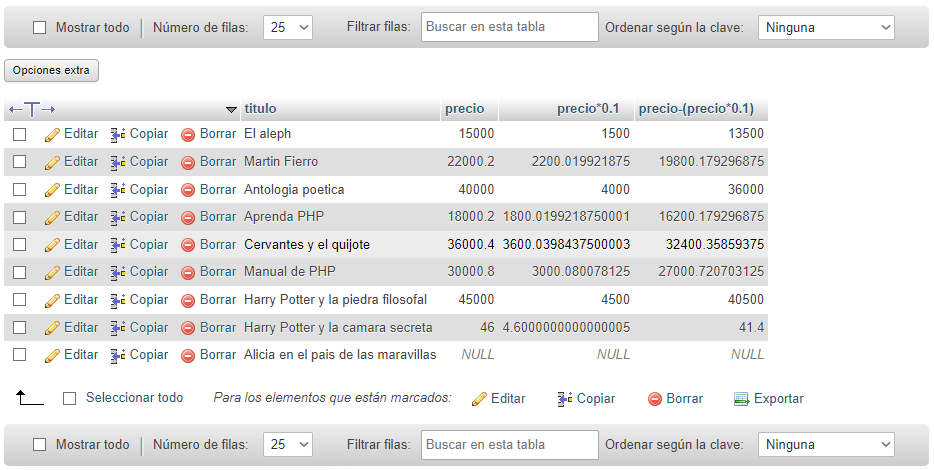 Mostrar todo Número de filas: 25 Filtrar filas: Buscar en esta tabla Ordenar según la clave: Ninguna
Opciones extra
titulo precio precio*0.1 precio-(precio*0.1)
Editar Copiar Borrar El aleph 15000 1500 13500
Editar Copiar Borrar Martin Fierro 22000.2 2200.019921875 19800.179296875
Editar Copiar Borrar Antologia poetica 40000 4000 36000
Editar Copiar Borrar Aprenda PHP 18000.2 1800.0199218750001 16200.179296875
Editar Copiar Borrar Cervantes y el quijote 36000.4 3600.0398437500003 32400.35859375
Editar Copiar Borrar Manual de PHP 30000.8 3000.080078125 27000.720703125
Editar Copiar Borrar Harry Potter y la piedra filosofal 45000 4500 40500
Editar Copiar Borrar Harry Potter y la camara secreta 46 4.6000000000000005 41.4
Editar Copiar Borrar Alicia en el pais de las maravillas NULL NULL NULL
Seleccionar todo Para los elementos que están marcados: Editar Copiar Borrar Exportar
Mostrar todo Número de filas: 25 Filtrar filas: Buscar en esta tabla Ordenar según la clave: Ninguna